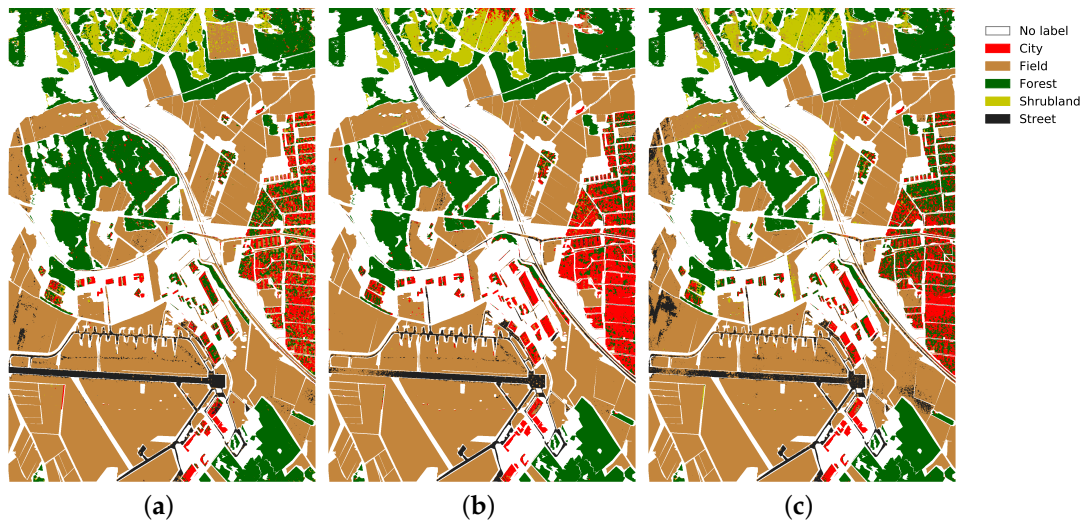 No label
City
Field
Forest
Shrubland
Street
(a) (b) (c)